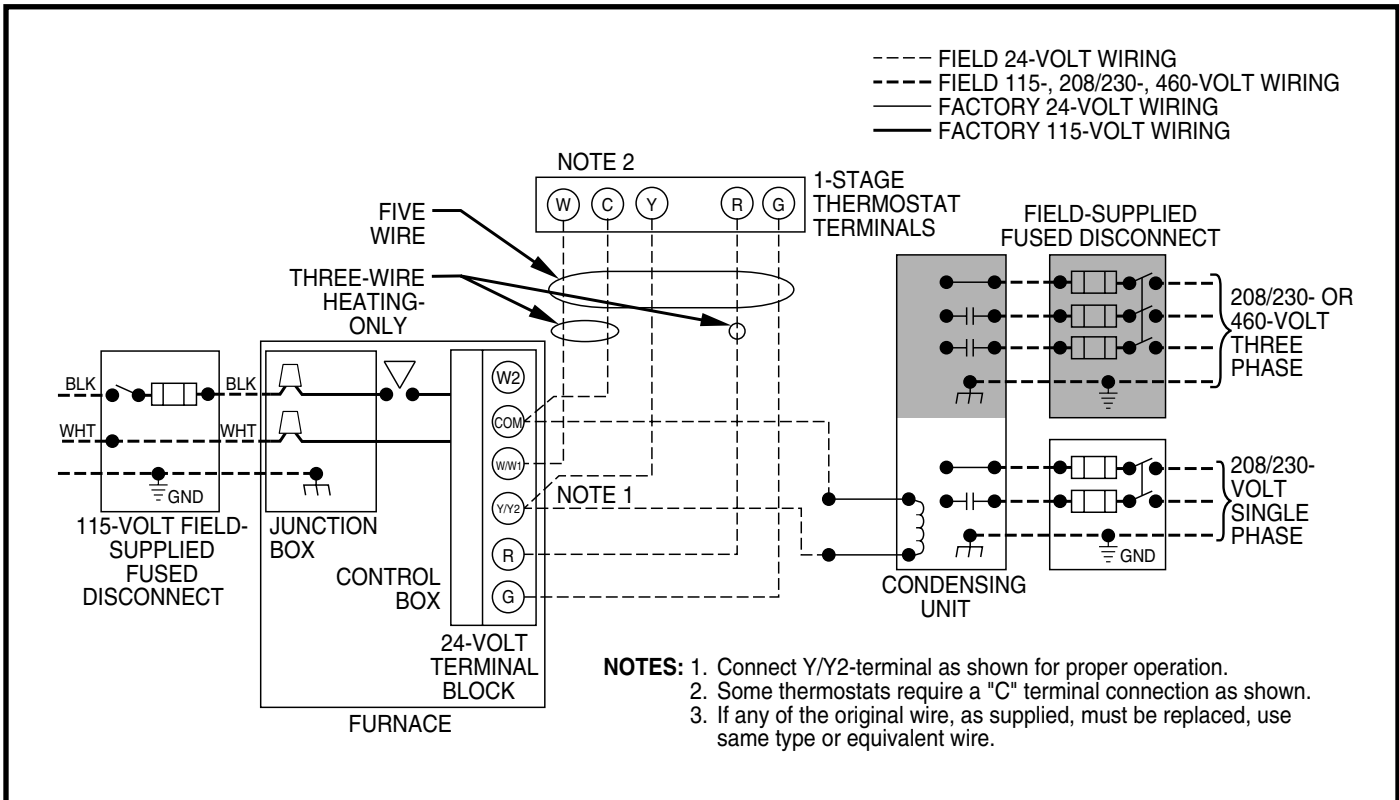 FIELD 24-VOLT WIRING
FIELD 115-, 208/230-, 460-VOLT WIRING
FACTORY 24-VOLT WIRING
FACTORY 115-VOLT WIRING
NOTE 2
W C Y R G
1-STAGE
THERMOSTAT
TERMINALS
FIVE
WIRE
THREE-WIRE
HEATING-
ONLY
FIELD-SUPPLIED
FUSED DISCONNECT
208/230- OR
460-VOLT
THREE
PHASE
BLK
BLK
WHT
WHT
GND
115-VOLT FIELD-
SUPPLIED
FUSED
DISCONNECT
JUNCTION
BOX
CONTROL
BOX
W2
COM
W/W1
Y/Y2
R
G
NOTE 1
24-VOLT
TERMINAL
BLOCK
FURNACE
CONDENSING
UNIT
208/230-
VOLT
SINGLE
PHASE
GND
NOTES: 1. Connect Y/Y2-terminal as shown for proper operation.
2. Some thermostats require a "C" terminal connection as shown.
3. If any of the original wire, as supplied, must be replaced, use
same type or equivalent wire.